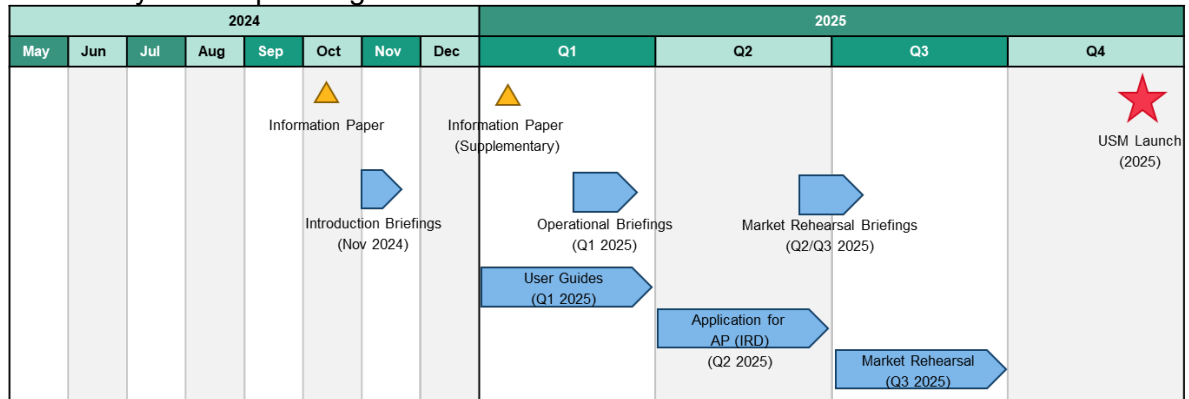 2024 2025
May Jun Jul Aug Sep Oct Nov Dec Q1 Q2 Q3 Q4
Information Paper
Information Paper
(Supplementary)
USM Launch
(2025)
Introduction Briefings
(Nov 2024)
Operational Briefings
(Q1 2025)
Market Rehearsal Briefings
(Q2/Q3 2025)
User Guides
(Q1 2025)
Application for
AP (IRD)
(Q2 2025)
Market Rehearsal
(Q3 2025)